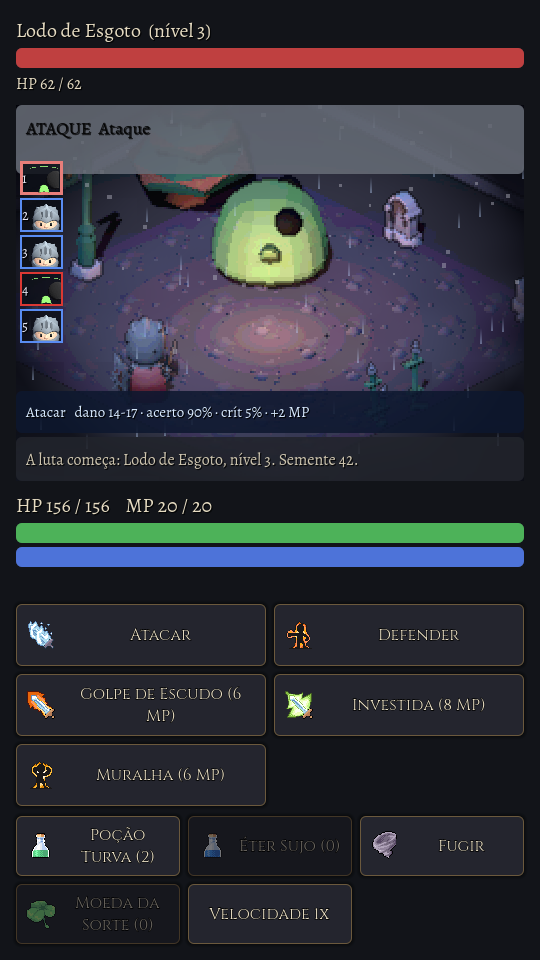 Lodo de Esgoto (nível 3)
HP 62 / 62
ATAQUE Ataque
1
2
3
4
5
Atacar dano 14-17 · acerto 90% · crít 5% · +2 MP
A luta começa: Lodo de Esgoto, nível 3. Semente 42.
HP 156 / 156 MP 20 / 20
Atacar
Defender
Golpe de Escudo (6
MP)
Investida (8 MP)
Muralha (6 MP)
Poção
Turva (2)
Éter Sujo (0)
Fugir
Moeda da
Sorte (0)
Velocidade 1x